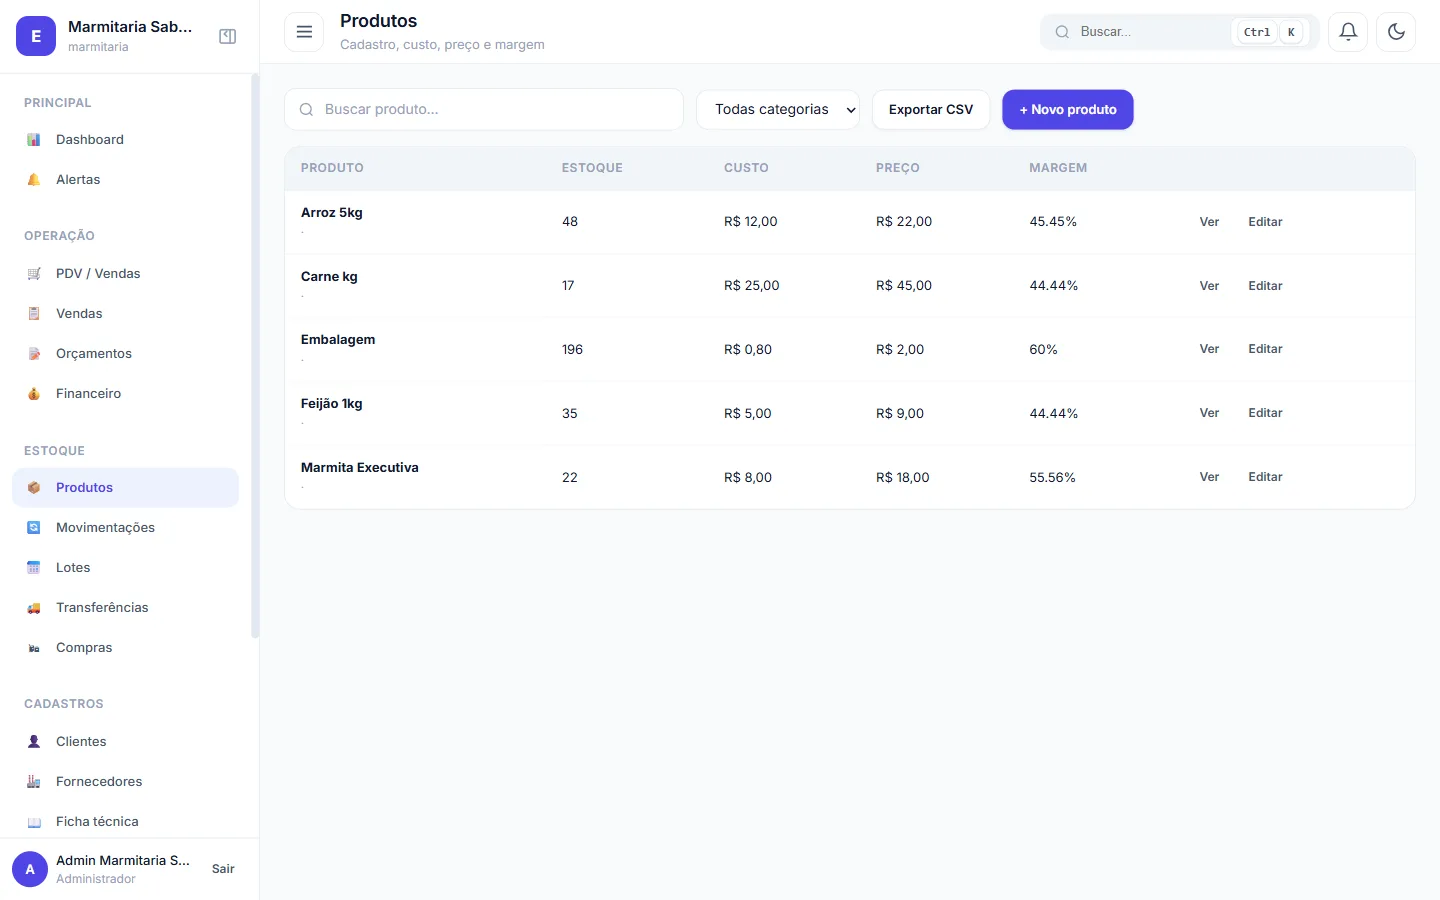 E
Marmitaria Sab...
marmitaria
PRINCIPAL
Dashboard
Alertas
OPERAÇÃO
PDV / Vendas
Vendas
Orçamentos
Financeiro
ESTOQUE
Produtos
Movimentações
Lotes
Transferências
Compras
CADASTROS
Clientes
Fornecedores
Ficha técnica
A
Admin Marmitaria S...
Administrador
Sair
Produtos
Cadastro, custo, preço e margem
Buscar... Ctrl K
Buscar produto... Todas categorias Exportar CSV + Novo produto
PRODUTO ESTOQUE CUSTO PREÇO MARGEM
Arroz 5kg
.
48 R$ 12,00 R$ 22,00 45.45% Ver Editar
Carne kg
.
17 R$ 25,00 R$ 45,00 44.44% Ver Editar
Embalagem
.
196 R$ 0,80 R$ 2,00 60% Ver Editar
Feijão 1kg
.
35 R$ 5,00 R$ 9,00 44.44% Ver Editar
Marmita Executiva
.
22 R$ 8,00 R$ 18,00 55.56% Ver Editar